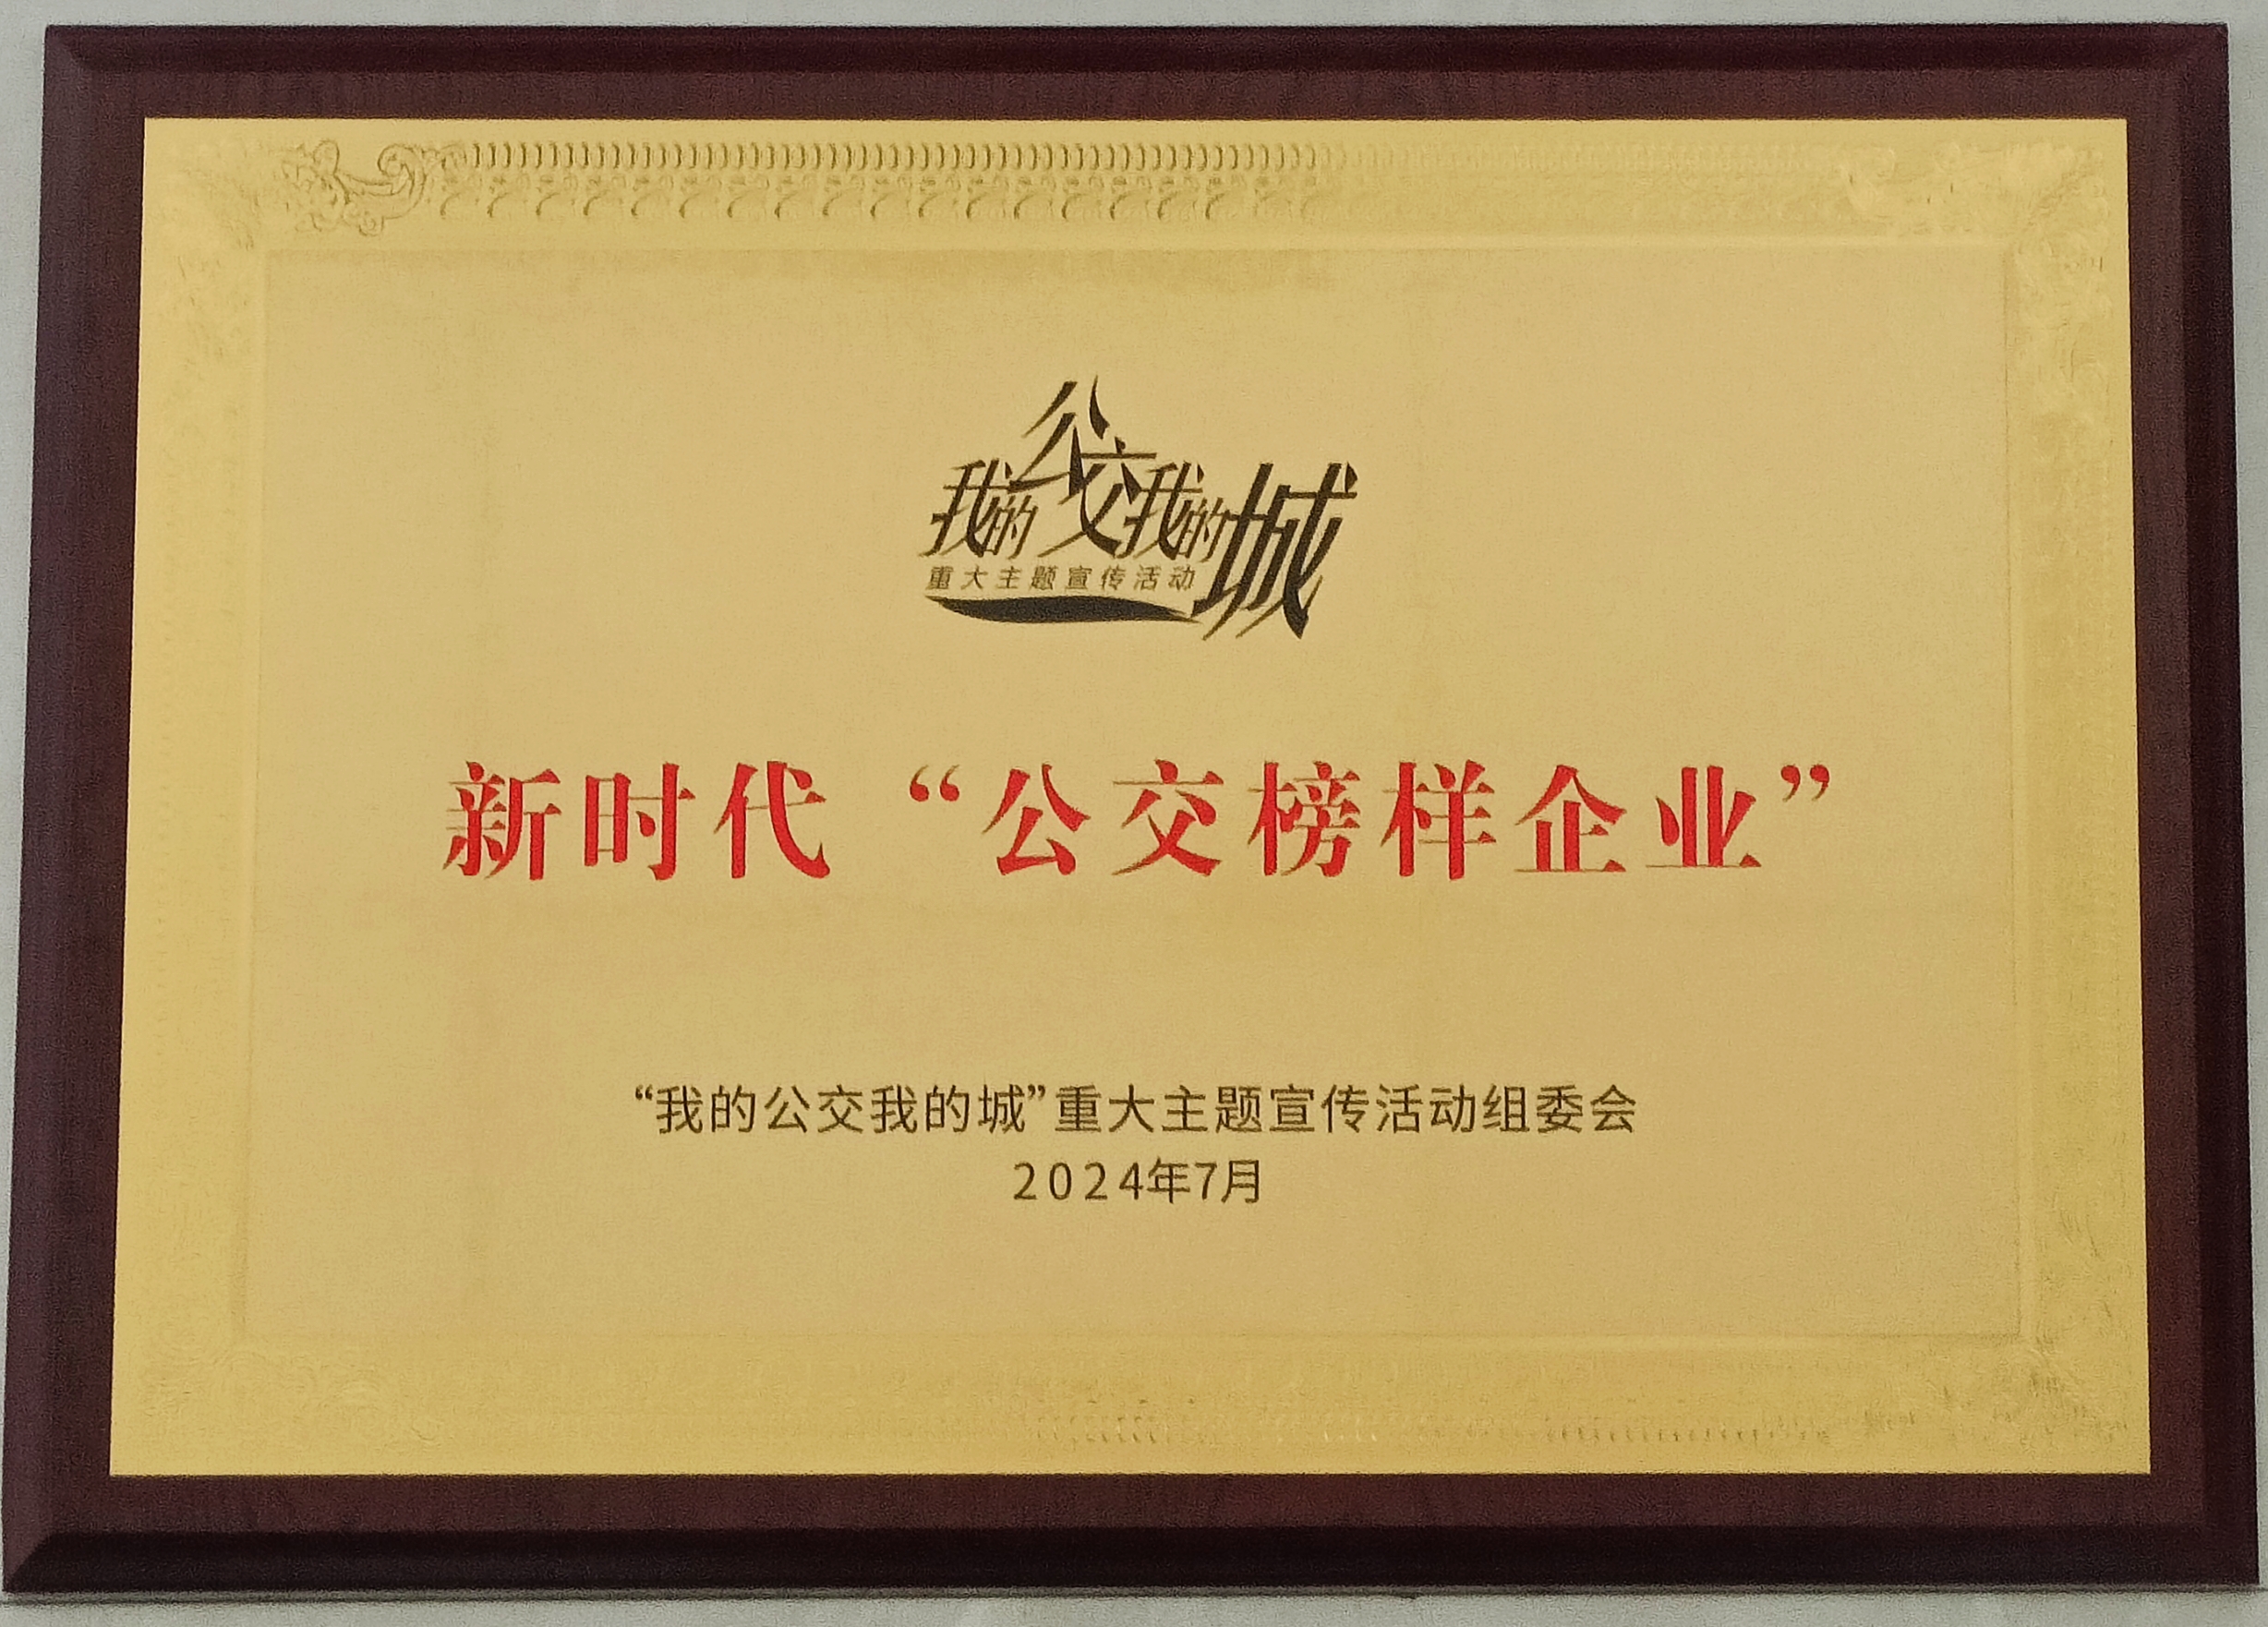 我的公交我的城
重大主题宣传活动
新时代“公交榜样企业”
“我的公交我的城”重大主题宣传活动组委会
2024年7月